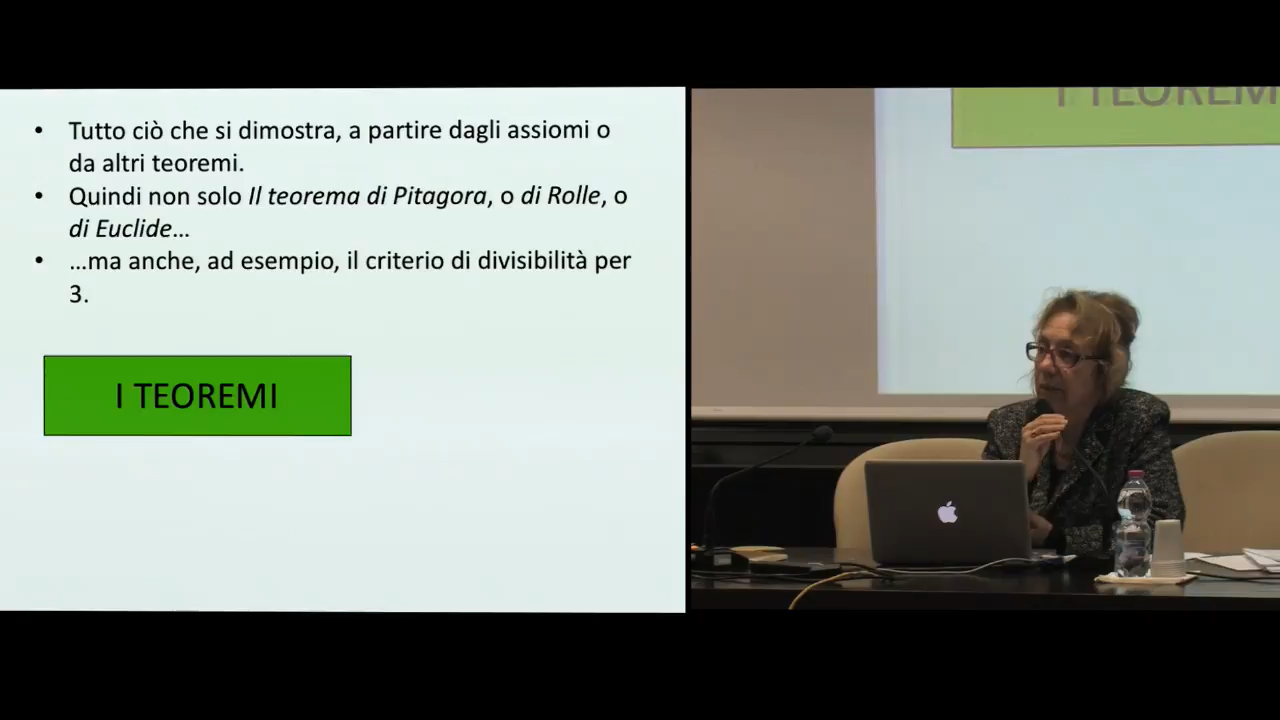 • Tutto ciò che si dimostra, a partire dagli assiomi o
da altri teoremi.
• Quindi non solo Il teorema di Pitagora, o di Rolle, o
di Euclide…
• …ma anche, ad esempio, il criterio di divisibilità per
3.
I TEOREMI
I TEOREM